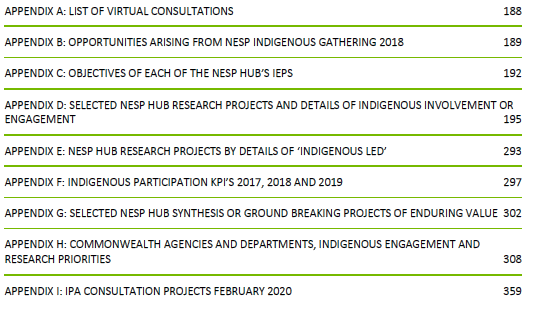 APPENDIX A: LIST OF VIRTUAL CONSULTATIONS 188
APPENDIX B: OPPORTUNITIES ARISING FROM NESP INDIGENOUS GATHERING 2018 189
APPENDIX C: OBJECTIVES OF EACH OF THE NESP HUB'S IEPS 192
APPENDIX D: SELECTED NESP HUB RESEARCH PROJECTS AND DETAILS OF INDIGENOUS INVOLVEMENT OR
ENGAGEMENT 195
APPENDIX E: NESP HUB RESEARCH PROJECTS BY DETAILS OF 'INDIGENOUS LED' 293
APPENDIX F: INDIGENOUS PARTICIPATION KPI'S 2017, 2018 AND 2019 297
APPENDIX G: SELECTED NESP HUB SYNTHESIS OR GROUND BREAKING PROJECTS OF ENDURING VALUE 302
APPENDIX H: COMMONWEALTH AGENCIES AND DEPARTMENTS, INDIGENOUS ENGAGEMENT AND
RESEARCH PRIORITIES 308
APPENDIX I: IPA CONSULTATION PROJECTS FEBRUARY 2020 359